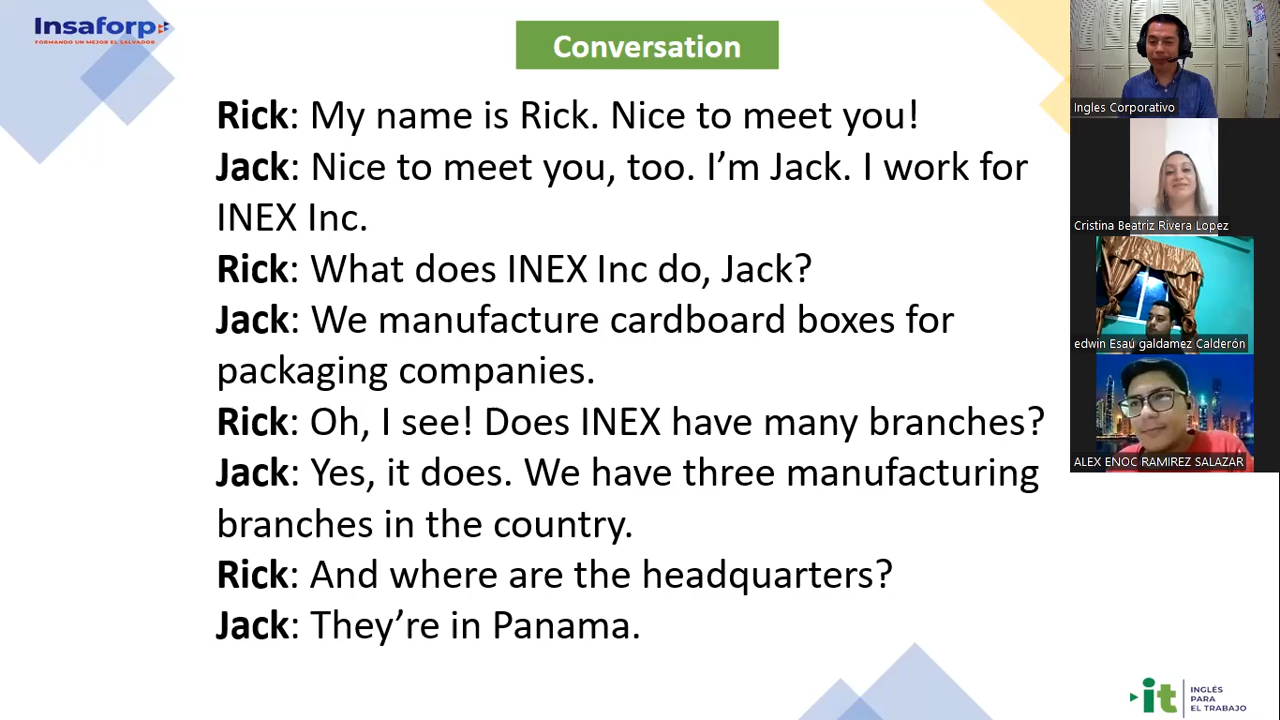 Insaforp
FORMANDO UN MEJOR EL SALVADOR
Conversation
Rick: My name is Rick. Nice to meet you!
Jack: Nice to meet you, too. I’m Jack. I work for
INEX Inc.
Rick: What does INEX Inc do, Jack?
Jack: We manufacture cardboard boxes for
packaging companies.
Rick: Oh, I see! Does INEX have many branches?
Jack: Yes, it does. We have three manufacturing
branches in the country.
Rick: And where are the headquarters?
Jack: They’re in Panama.
Ingles Corporativo
Cristina Beatriz Rivera Lopez
edwin Esaú galdamez Calderón
ALEX ENOC RAMIREZ SALAZAR
it
INGLÉS
PARA
EL TRABAJO